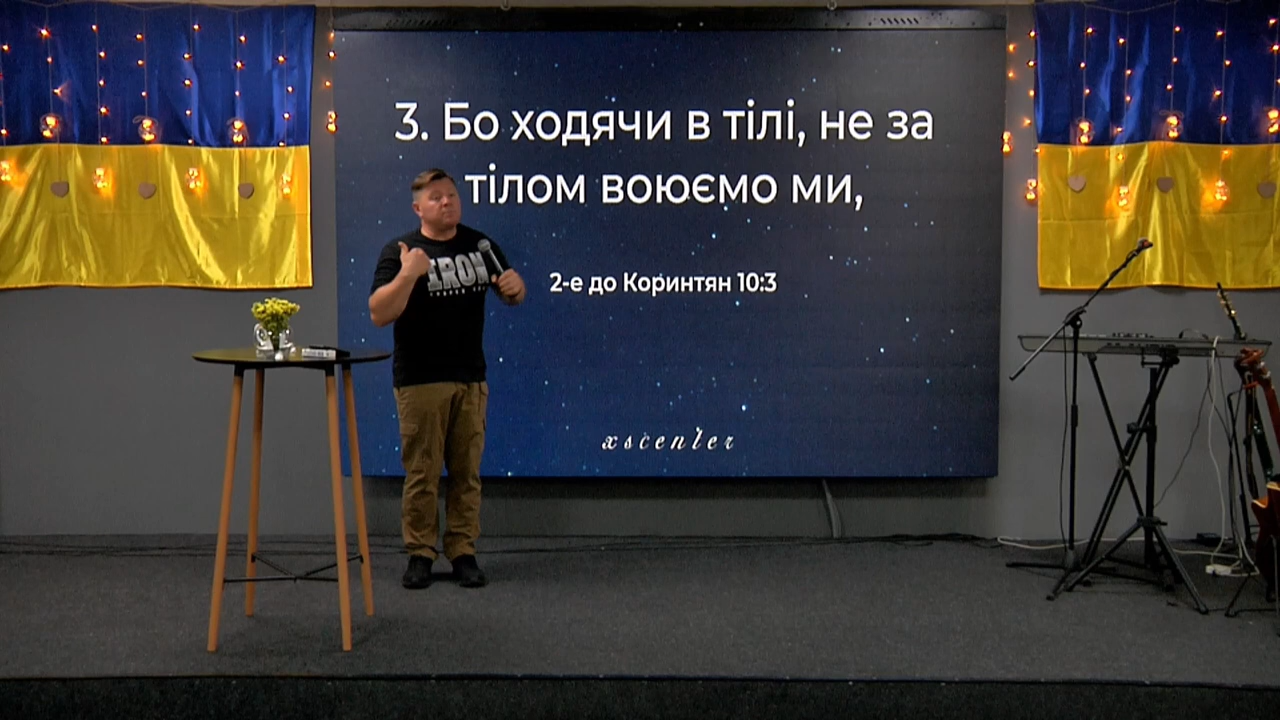 3. Бо ходячи в тілі, не за
тілом воюємо ми,
2-е до Коринтян 10:3
xscenter